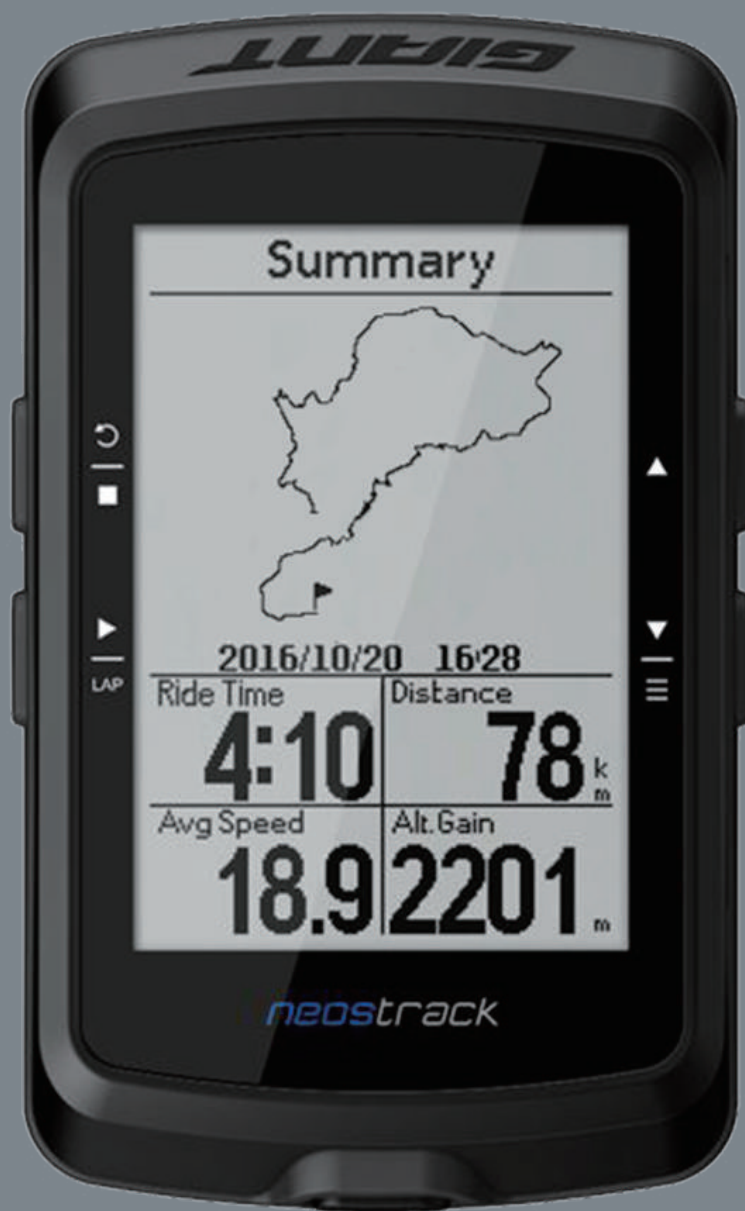 GIANT
Summary
2016/10/20 16:28
Ride Time
4:10
Distance
78 km
Avg Speed
18.9
Alt.Gain
2201 m
LAP
neostrack